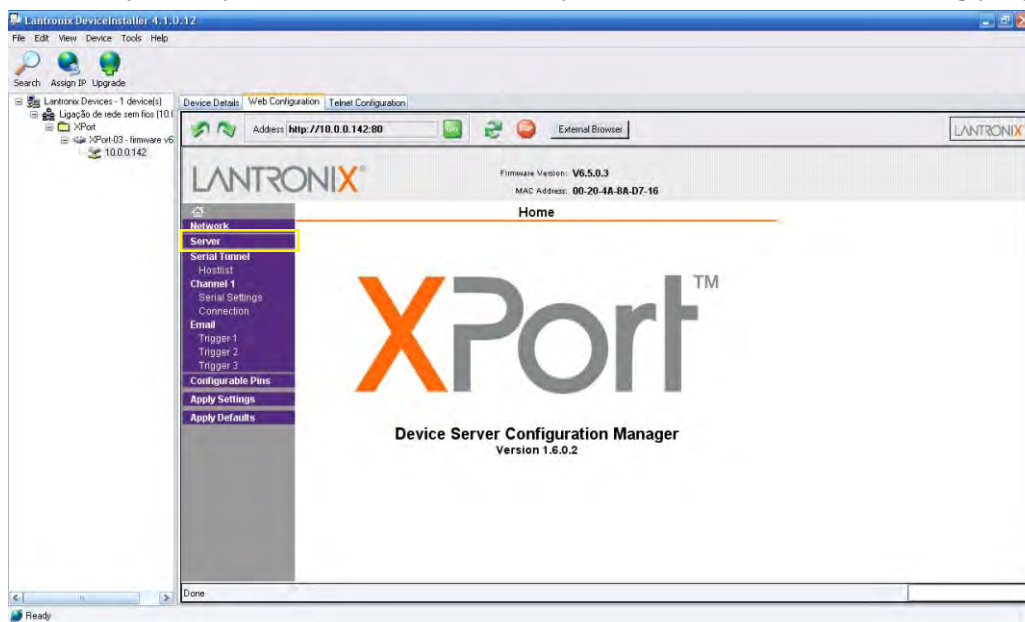 Lantronix DeviceInstaller 4.1.0.12
File Edit View Device Tools Help
Search Assign IP Upgrade
Lantronix Devices - 1 device(s)
Ligação de rede sem fios (10.0
XPort
XPort-03 - firmware v6
10.0.0.142
Device Details Web Configuration Telnet Configuration
Address http://10.0.0.142:80 External Browser LANTRONIX
LANTRONIX®
Firmware Version: V6.5.0.3
MAC Address: 00-20-4A-8A-D7-16
Home
Network
Server
Serial Tunnel
Hostlist
Channel 1
Serial Settings
Connection
Email
Trigger 1
Trigger 2
Trigger 3
Configurable Pins
Apply Settings
Apply Defaults
XPort™
Device Server Configuration Manager
Version 1.6.0.2
Done
Ready